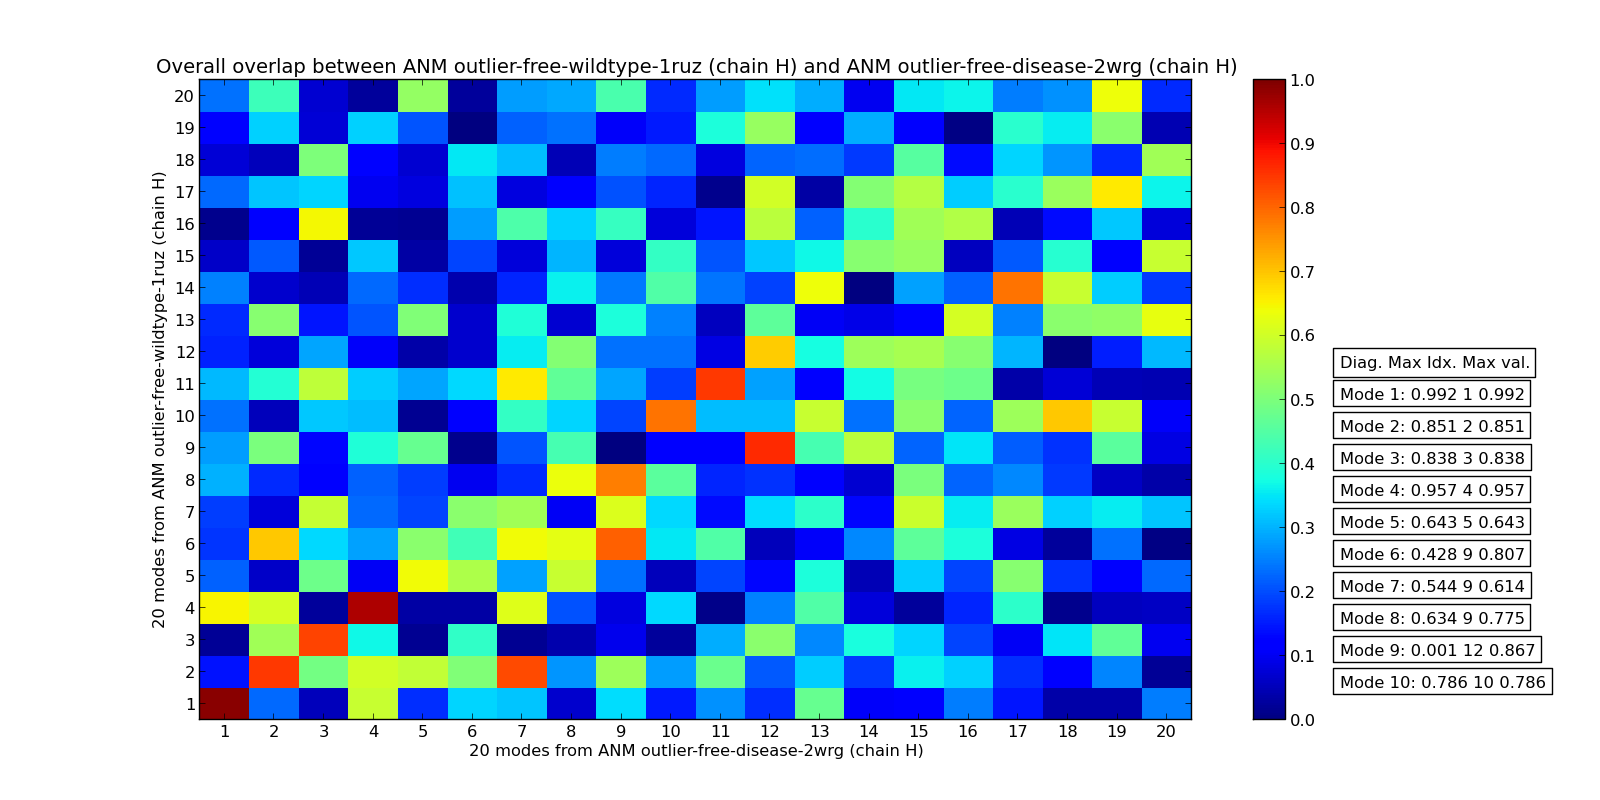 Overall overlap between ANM outlier-free-wildtype-1ruz (chain H) and ANM outlier-free-disease-2wrg (chain H)
20 modes from ANM outlier-free-wildtype-1ruz (chain H)
20
19
18
17
16
15
14
13
12
11
10
9
8
7
6
5
4
3
2
1
1 2 3 4 5 6 7 8 9 10 11 12 13 14 15 16 17 18 19 20
20 modes from ANM outlier-free-disease-2wrg (chain H)
1.0
0.9
0.8
0.7
0.6
0.5
0.4
0.3
0.2
0.1
0.0
Diag. Max Idx. Max val.
Mode 1: 0.992 1 0.992
Mode 2: 0.851 2 0.851
Mode 3: 0.838 3 0.838
Mode 4: 0.957 4 0.957
Mode 5: 0.643 5 0.643
Mode 6: 0.428 9 0.807
Mode 7: 0.544 9 0.614
Mode 8: 0.634 9 0.775
Mode 9: 0.001 12 0.867
Mode 10: 0.786 10 0.786